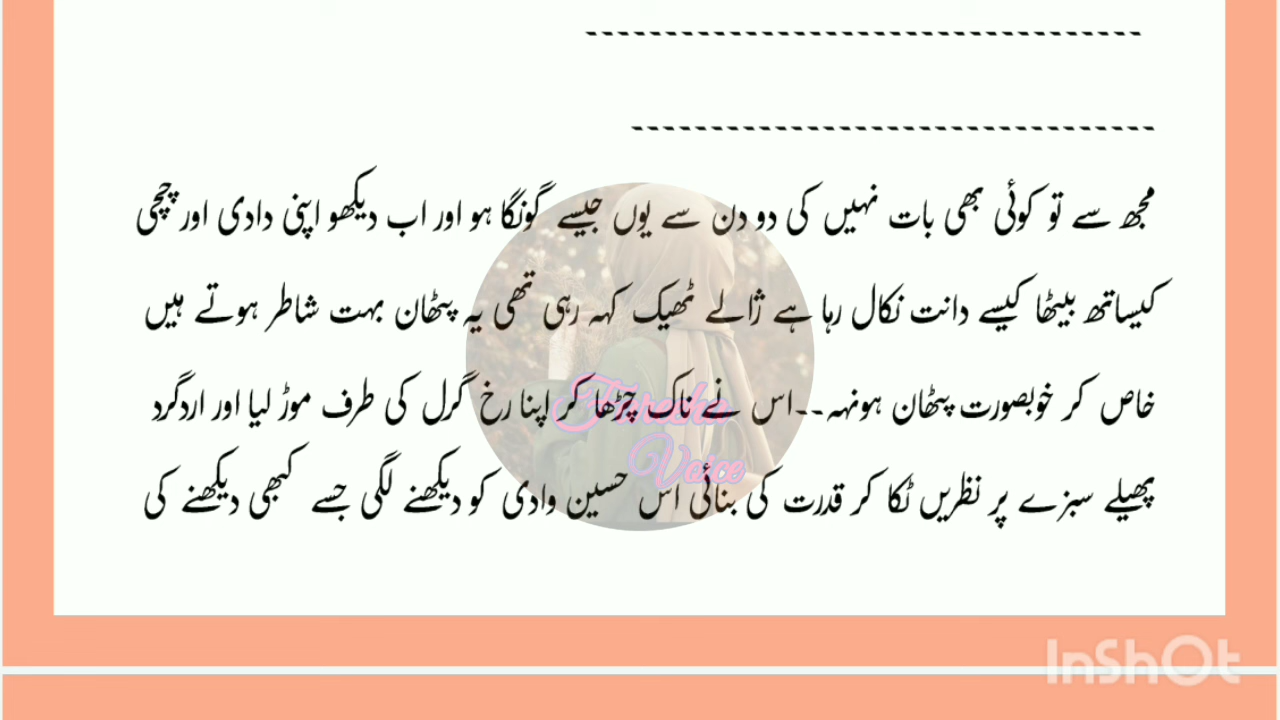 ---------------------------------
-------------------------------
مجھ سے تو کوئی بھی بات نہیں کی دو دن سے یوں جیسے گونگا ہو اور اب دیکھو اپنی دادی اور چچی
کیساتھ بیٹھا کیسے دانت نکال رہا ہے ژالے ٹھیک کہہ رہی تھی یہ پٹھان بہت شاطر ہوتے ہیں
خاص کر خوبصورت پٹھان ہونہہ۔۔اس نے ناک چڑھا کر اپنا رخ گرل کی طرف موڑ لیا اور اردگرد
پھیلے سبزے پر نظریں ٹکا کر قدرت کی بنائی اس حسین وادی کو دیکھنے لگی جسے کبھی دیکھنے کی
Voice
InShOt